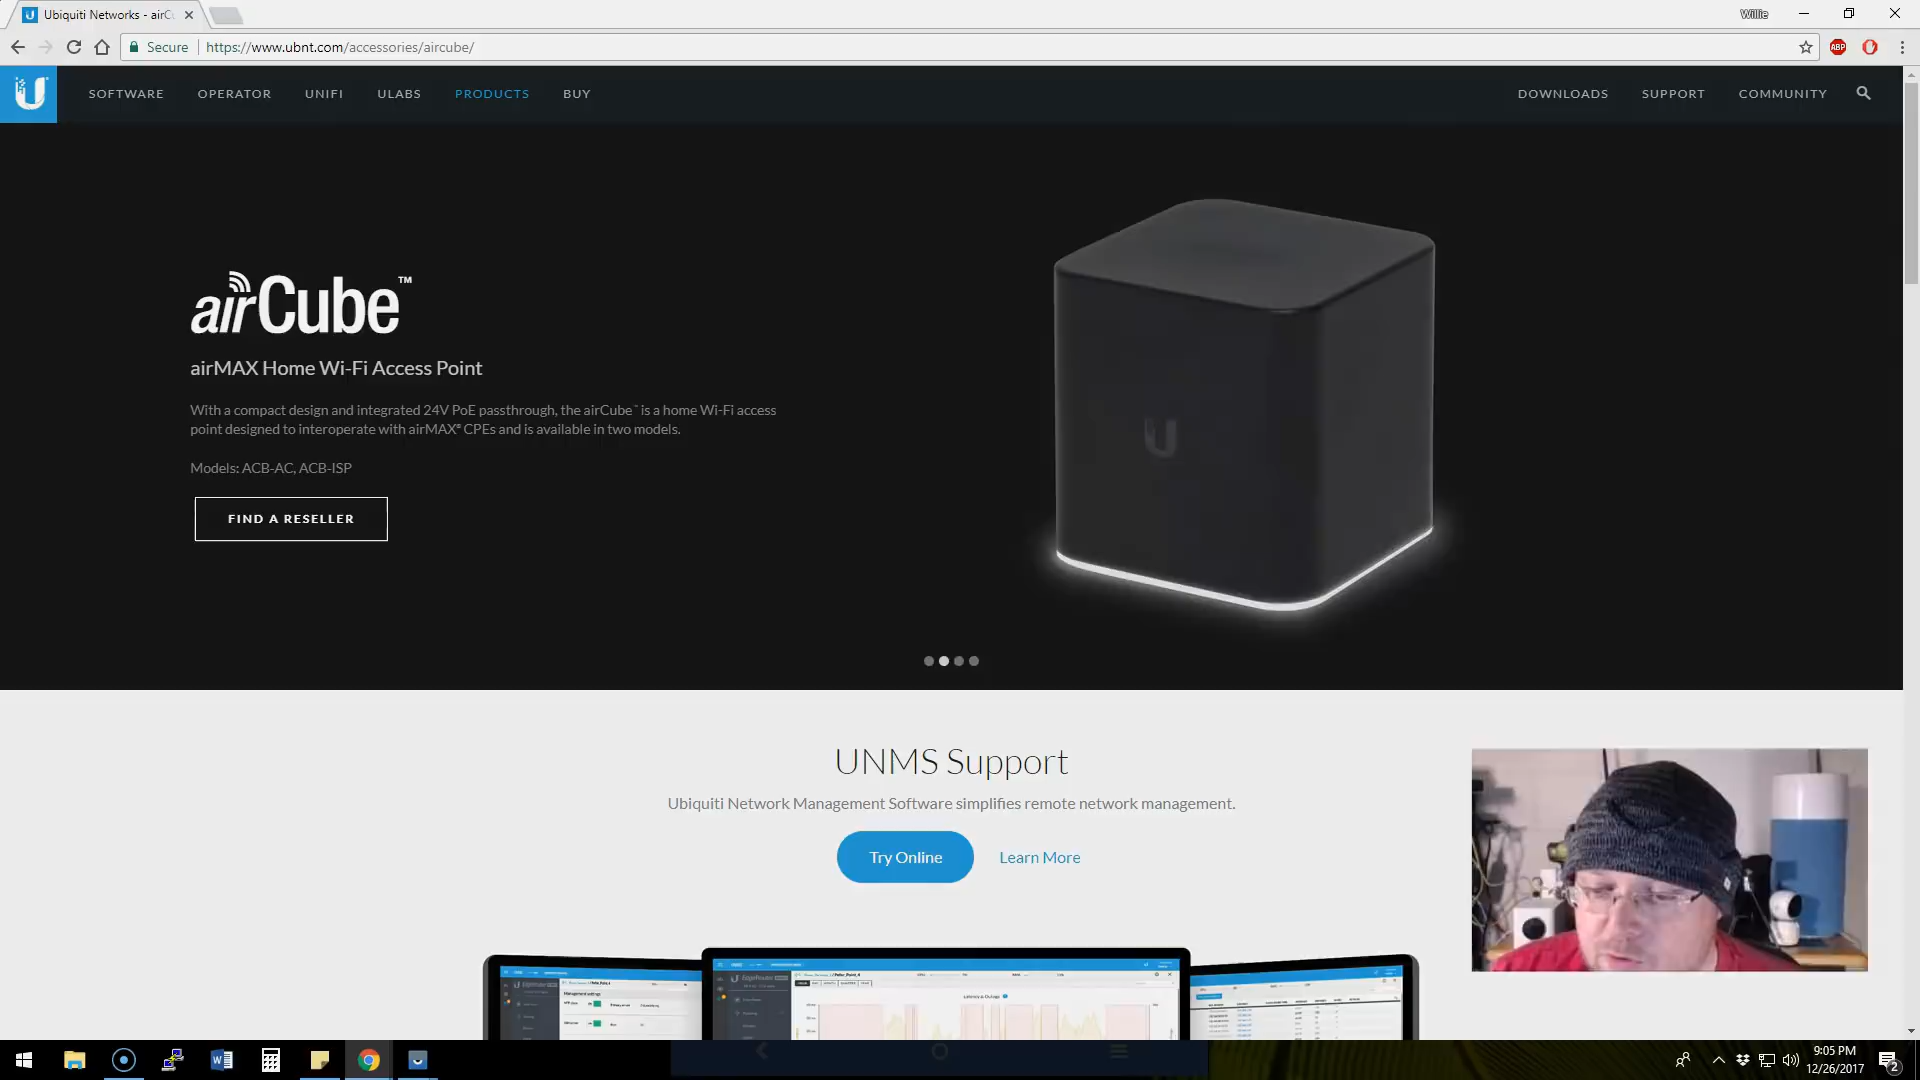 Ubiquiti Networks - airCu
Willie
Secure
https://www.ubnt.com/accessories/aircube/
ABP
SOFTWARE
OPERATOR
UNIFI
ULABS
PRODUCTS
BUY
DOWNLOADS
SUPPORT
COMMUNITY
airCube™
airMAX Home Wi-Fi Access Point
With a compact design and integrated 24V PoE passthrough, the airCube™ is a home Wi-Fi access
point designed to interoperate with airMAX® CPEs and is available in two models.
Models: ACB-AC, ACB-ISP
FIND A RESELLER
UNMS Support
Ubiquiti Network Management Software simplifies remote network management.
Try Online
Learn More
9:05 PM
12/26/2017
2